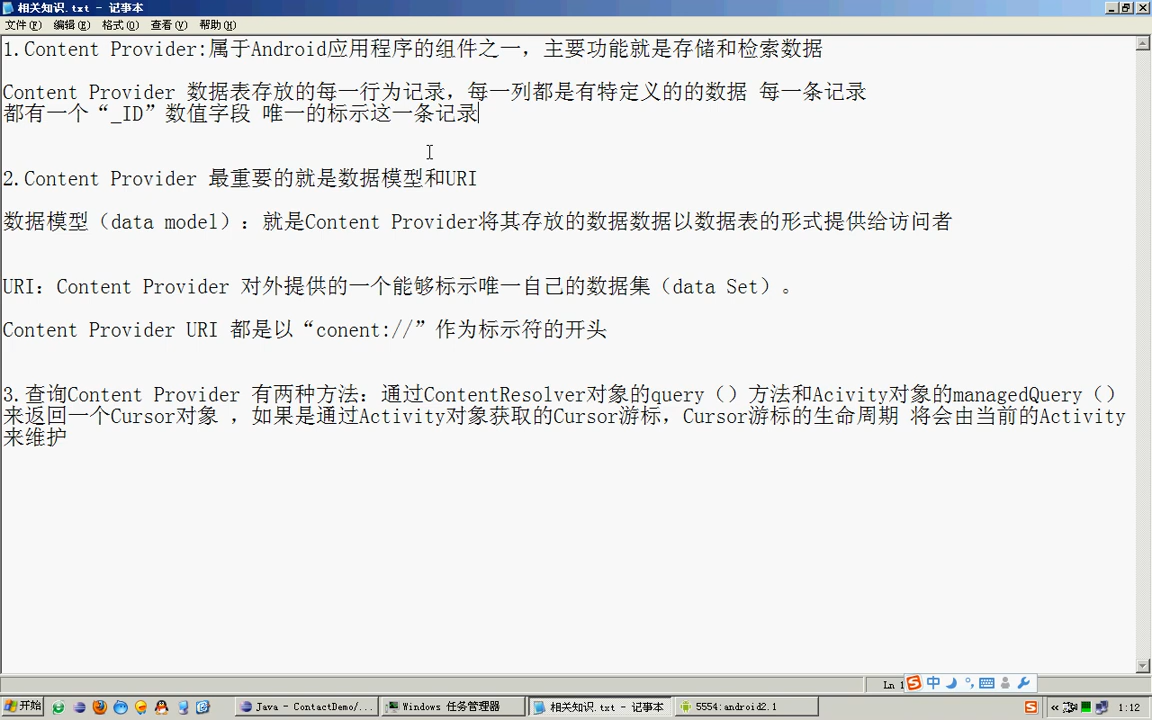 相关知识.txt - 记事本
文件(F) 编辑(E) 格式(O) 查看(V) 帮助(H)
1.Content Provider:属于Android应用程序的组件之一，主要功能就是存储和检索数据
Content Provider 数据表存放的每一行为记录，每一列都是有特定义的的数据 每一条记录
都有一个“_ID”数值字段 唯一的标示这一条记录
2.Content Provider 最重要的就是数据模型和URI
数据模型（data model）：就是Content Provider将其存放的数据数据以数据表的形式提供给访问者
URI：Content Provider 对外提供的一个能够标示唯一自己的数据集（data Set）。
Content Provider URI 都是以“conent://”作为标示符的开头
3.查询Content Provider 有两种方法：通过ContentResolver对象的query（）方法和Acivity对象的managedQuery（）
来返回一个Cursor对象 ，如果是通过Activity对象获取的Cursor游标，Cursor游标的生命周期 将会由当前的Activity
来维护
Ln 1
中
开始 Java - ContactDemo/... Windows 任务管理器 相关知识.txt - 记事本 5554:android2.1 1:12